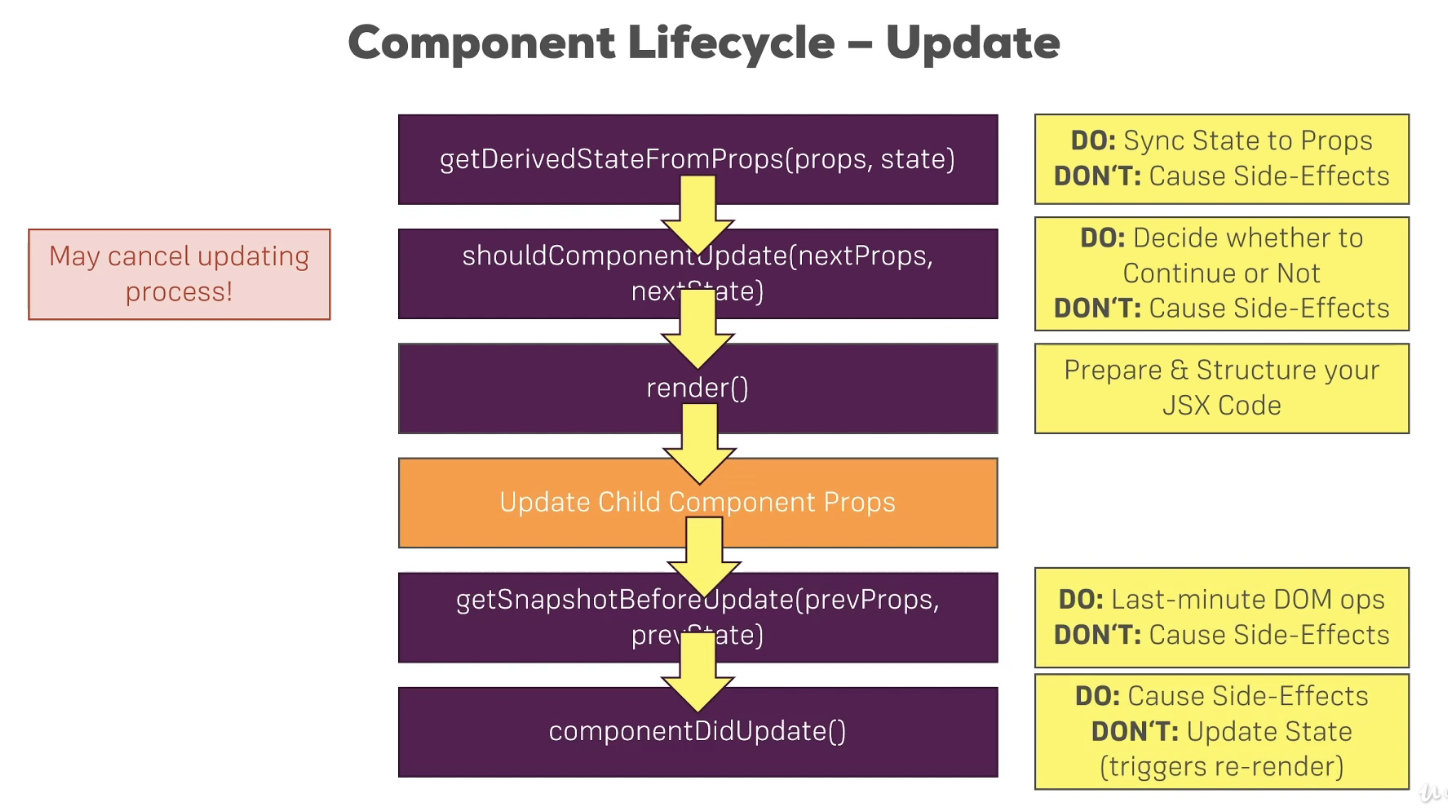 Component Lifecycle – Update
getDerivedStateFromProps(props, state)
DO: Sync State to Props
DON‘T: Cause Side-Effects
May cancel updating
process!
shouldComponentUpdate(nextProps,
nextState)
DO: Decide whether to
Continue or Not
DON‘T: Cause Side-Effects
render()
Prepare & Structure your
JSX Code
Update Child Component Props
getSnapshotBeforeUpdate(prevProps,
prevState)
DO: Last-minute DOM ops
DON‘T: Cause Side-Effects
componentDidUpdate()
DO: Cause Side-Effects
DON‘T: Update State
(triggers re-render)